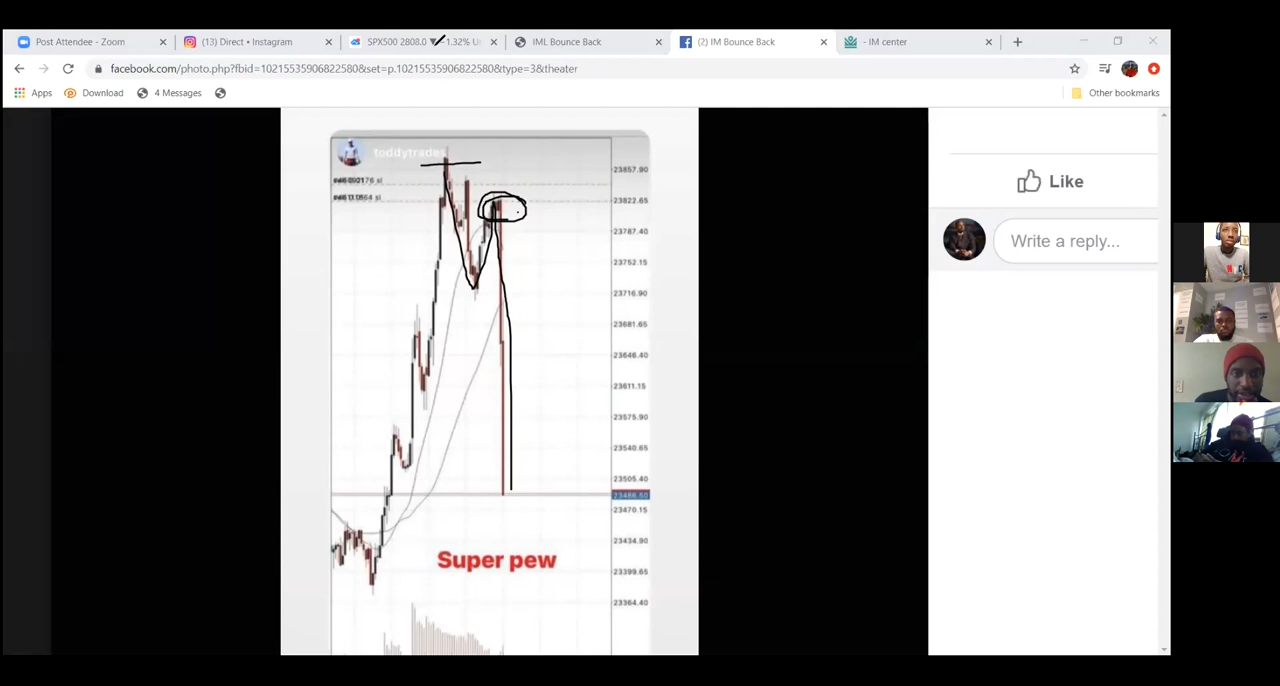 Post Attendee - Zoom
(13) Direct • Instagram
SPX500 2808.0 ▼ -1.32% U
IML Bounce Back
(2) IM Bounce Back
- IM center
facebook.com/photo.php?fbid=10215535906822580&set=p.10215535906822580&type=3&theater
Apps
Download
4 Messages
Other bookmarks
toddytrades
23857.90
23822.65
23787.40
23752.15
23716.90
23681.65
23646.40
23611.15
23575.90
23540.65
23505.40
23470.15
23434.90
23399.65
23364.40
Super pew
Like
Write a reply...